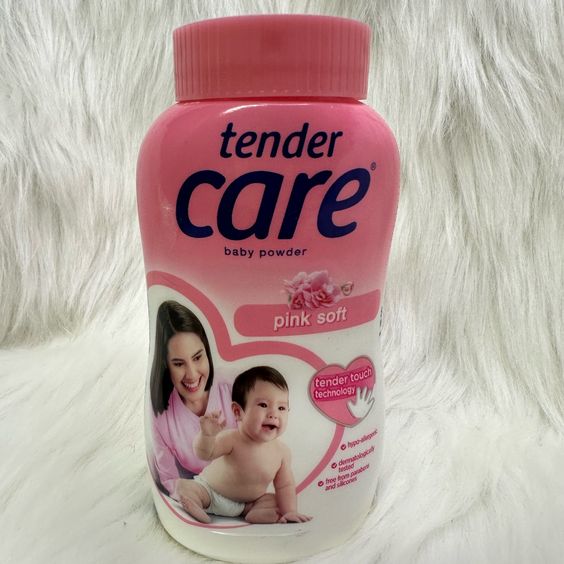 tender
care®
baby powder
pink soft
tender touch
technology
hypo-allergenic
dermatologically
tested
free from parabens
and silicones